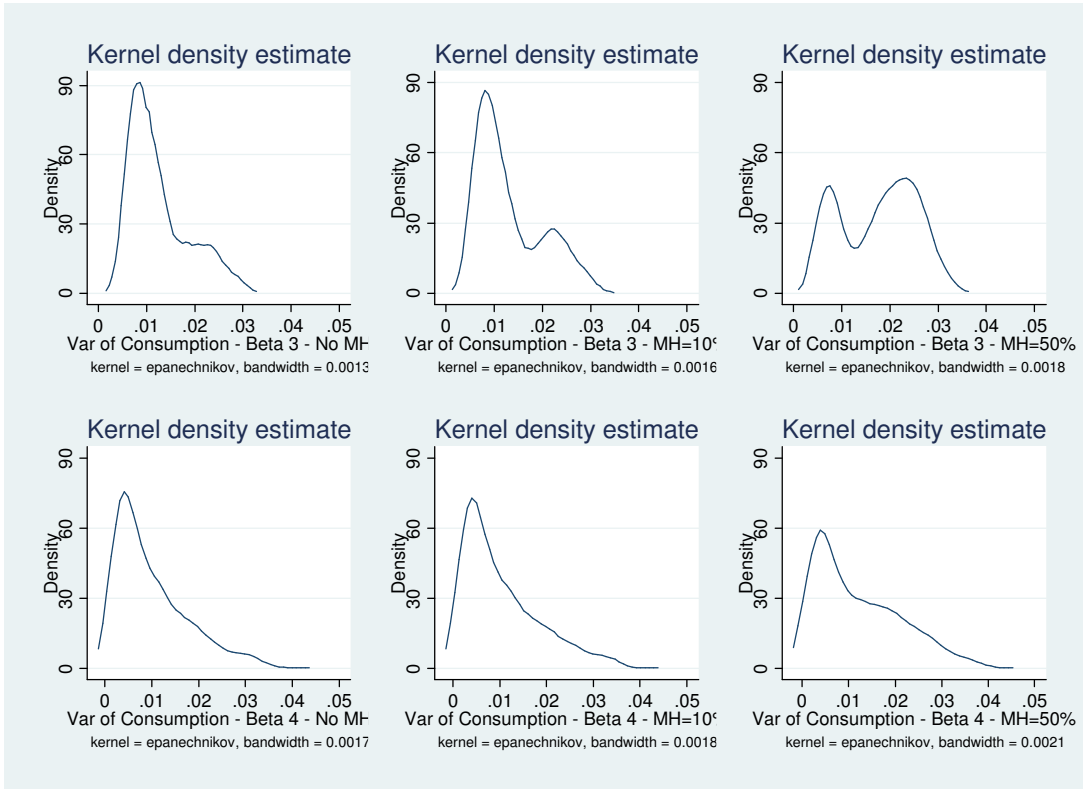 Kernel density estimate
Density
90
60
30
0
0 .01 .02 .03 .04 .05
Var of Consumption - Beta 3 - No MH
kernel = epanechnikov, bandwidth = 0.0013
Kernel density estimate
Density
90
60
30
0
0 .01 .02 .03 .04 .05
Var of Consumption - Beta 3 - MH=10%
kernel = epanechnikov, bandwidth = 0.0016
Kernel density estimate
Density
90
60
30
0
0 .01 .02 .03 .04 .05
Var of Consumption - Beta 3 - MH=50%
kernel = epanechnikov, bandwidth = 0.0018
Kernel density estimate
Density
90
60
30
0
0 .01 .02 .03 .04 .05
Var of Consumption - Beta 4 - No MH
kernel = epanechnikov, bandwidth = 0.0017
Kernel density estimate
Density
90
60
30
0
0 .01 .02 .03 .04 .05
Var of Consumption - Beta 4 - MH=10%
kernel = epanechnikov, bandwidth = 0.0018
Kernel density estimate
Density
90
60
30
0
0 .01 .02 .03 .04 .05
Var of Consumption - Beta 4 - MH=50%
kernel = epanechnikov, bandwidth = 0.0021